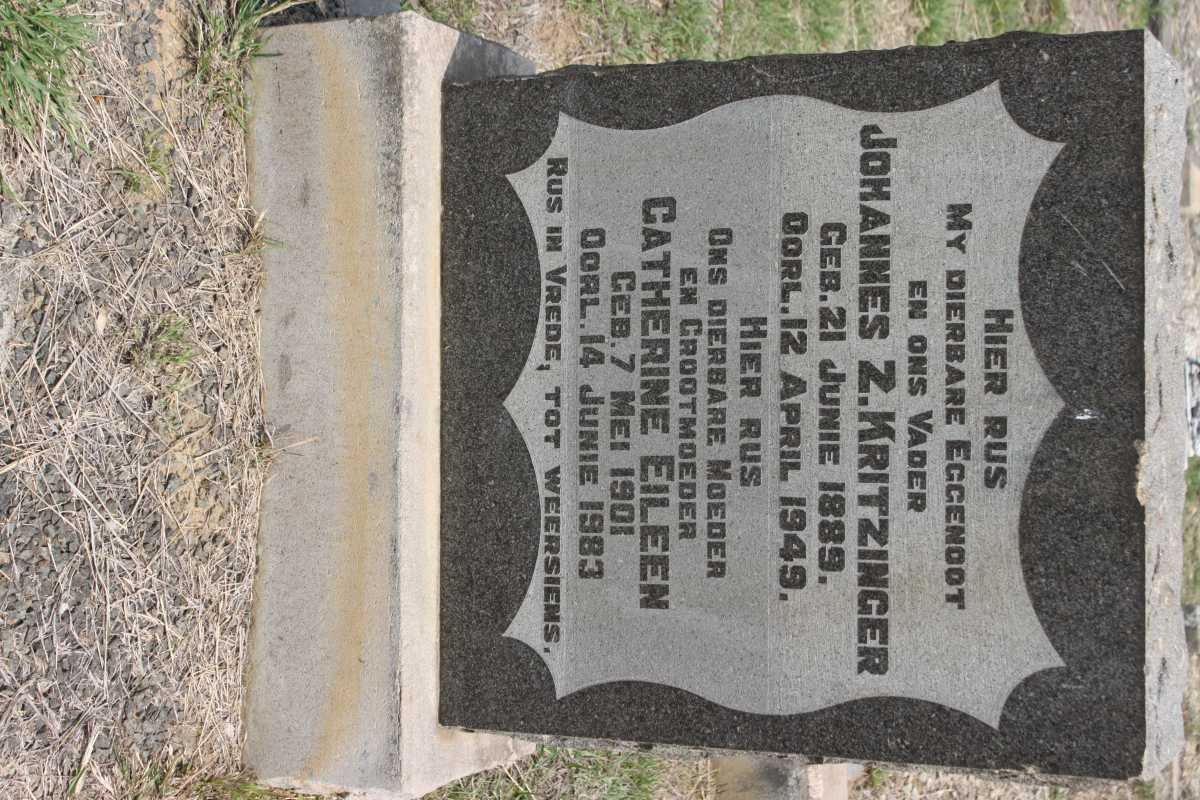 HIER RUS
MY DIERBARE EGGENOOT
EN ONS VADER
JOHANNES Z. KRITZINGER
GEB. 21 JUNIE 1889.
OORL. 12 APRIL 1949.
HIER RUS
ONS DIERBARE MOEDER
EN GROOTMOEDER
CATHERINE EILEEN
GEB. 7 MEI 1901
OORL. 14 JUNIE 1983
RUS IN VREDE, TOT WEERSIENS.